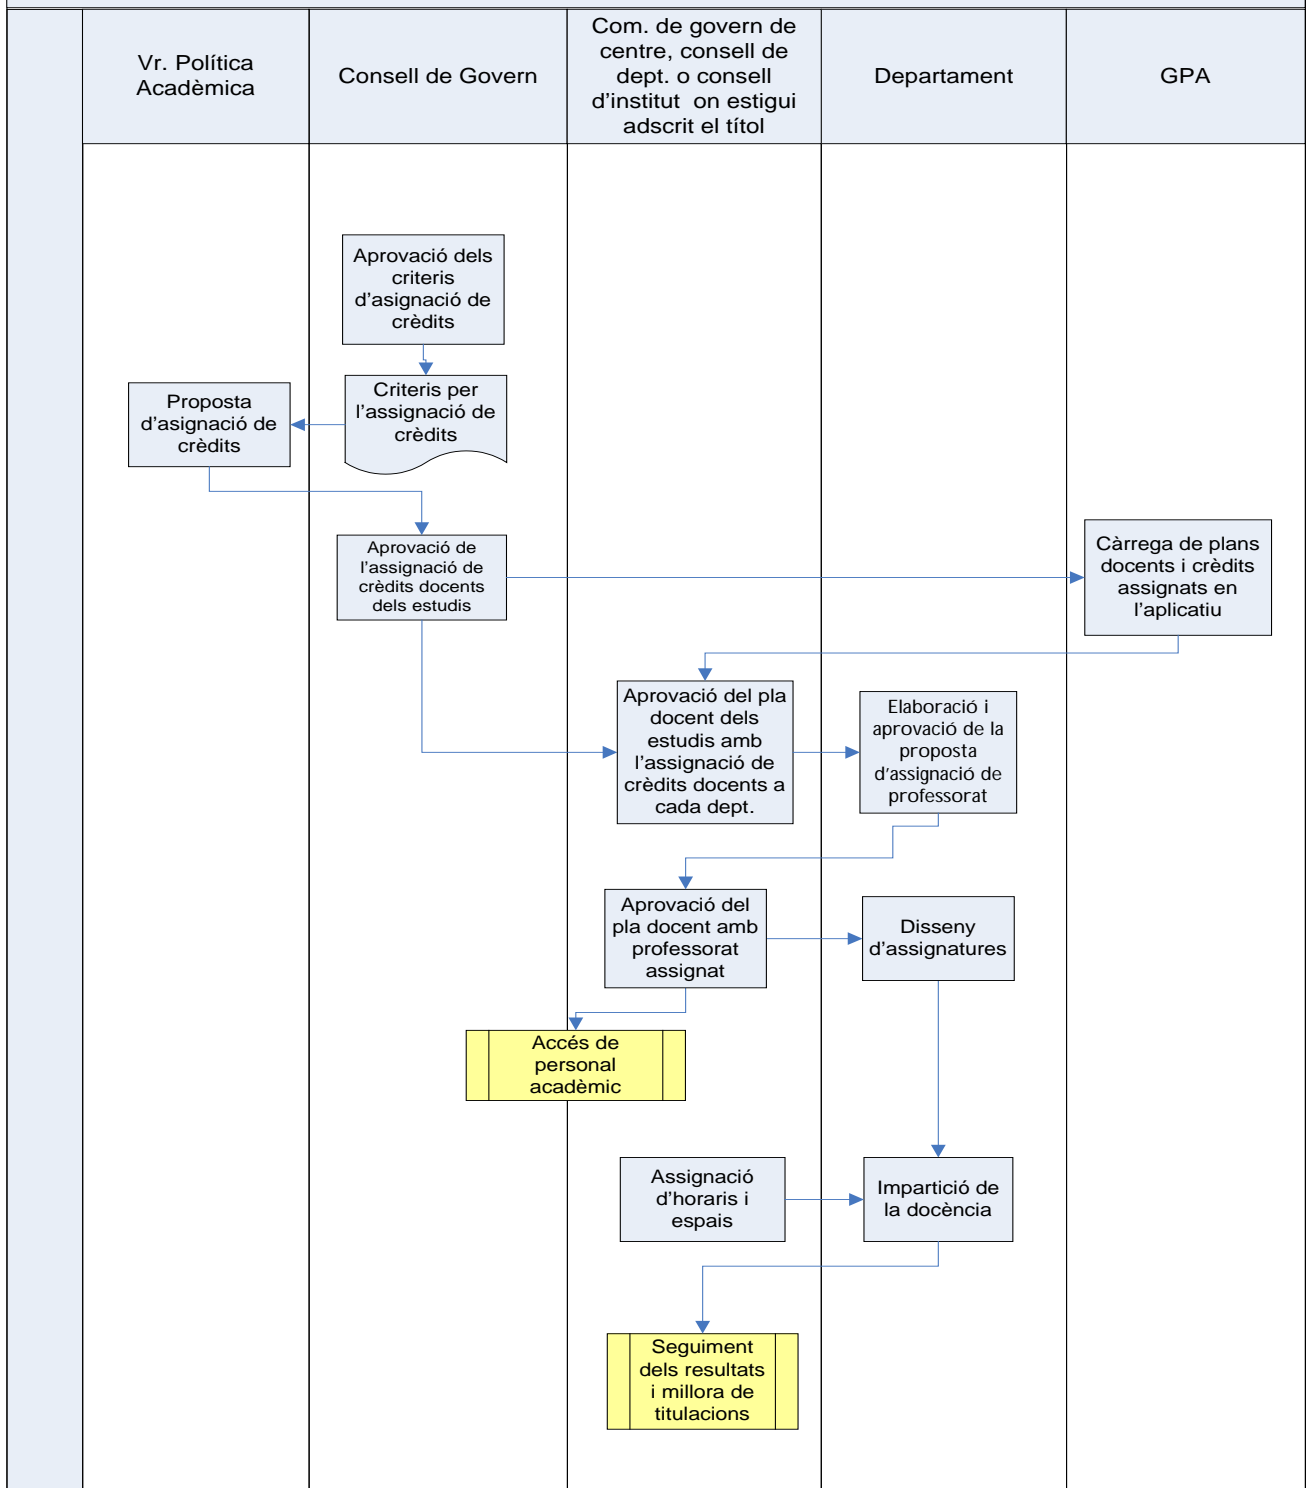 Vr. Política
Acadèmica
Consell de Govern
Com. de govern de
centre, consell de
dept. o consell
d’institut  on estigui
adscrit el títol
Departament
GPA
Aprovació dels
criteris
d’asignació de
crèdits
Criteris per
l’assignació de
crèdits
Proposta
d’asignació de
crèdits
Aprovació de
l’assignació de
crèdits docents
dels estudis
Càrrega de plans
docents i crèdits
assignats en
l’aplicatiu
Aprovació del pla
docent dels
estudis amb
l’assignació de
crèdits docents a
cada dept.
Elaboració i
aprovació de la
proposta
d’assignació de
professorat
Aprovació del
pla docent amb
professorat
assignat
Disseny
d’assignatures
Accés de
personal
acadèmic
Assignació
d’horaris i
espais
Impartició de
la docència
Seguiment
dels resultats
i millora de
titulacions